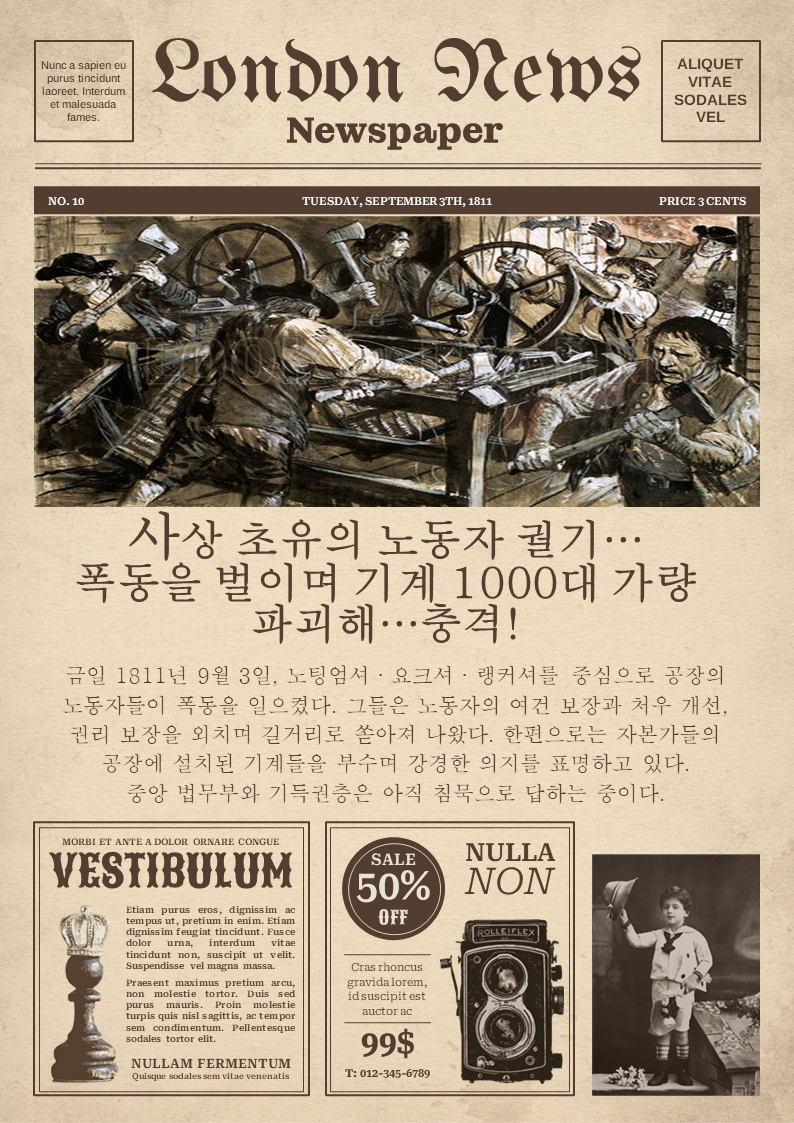 Nunc a sapien eu
purus tincidunt
laoreet. Interdum
et malesuada
fames.
London News
Newspaper
ALIQUET
VITAE
SODALES
VEL
NO. 10
TUESDAY, SEPTEMBER 3TH, 1811
PRICE 3 CENTS
사상 초유의 노동자 궐기…
폭동을 벌이며 기계 1000대 가량
파괴해…충격!
금일 1811년 9월 3일, 노팅엄셔 · 요크셔 · 랭커셔를 중심으로 공장의
노동자들이 폭동을 일으켰다. 그들은 노동자의 여건 보장과 처우 개선,
권리 보장을 외치며 길거리로 쏟아져 나왔다. 한편으로는 자본가들의
공장에 설치된 기계들을 부수며 강경한 의지를 표명하고 있다.
중앙 법무부와 기득권층은 아직 침묵으로 답하는 중이다.
MORBI ET ANTE A DOLOR ORNARE CONGUE
VESTIBULUM
Etiam purus eros, dignissim ac
tempus ut, pretium in enim. Etiam
dignissim feugiat tincidunt. Fusce
dolor urna, interdum vitae
tincidunt non, suscipit ut velit.
Suspendisse vel magna massa.
Praesent maximus pretium arcu,
non molestie tortor. Duis sed
purus mauris. Proin molestie
turpis quis nisl sagittis, ac tempor
sem condimentum. Pellentesque
sodales tortor elit.
NULLAM FERMENTUM
Quisque sodales sem vitae venenatis
SALE
50%
OFF
NULLA
NON
ROLLEIFLEX
Cras rhoncus
gravida lorem,
id suscipit est
auctor ac
99$
T: 012-345-6789